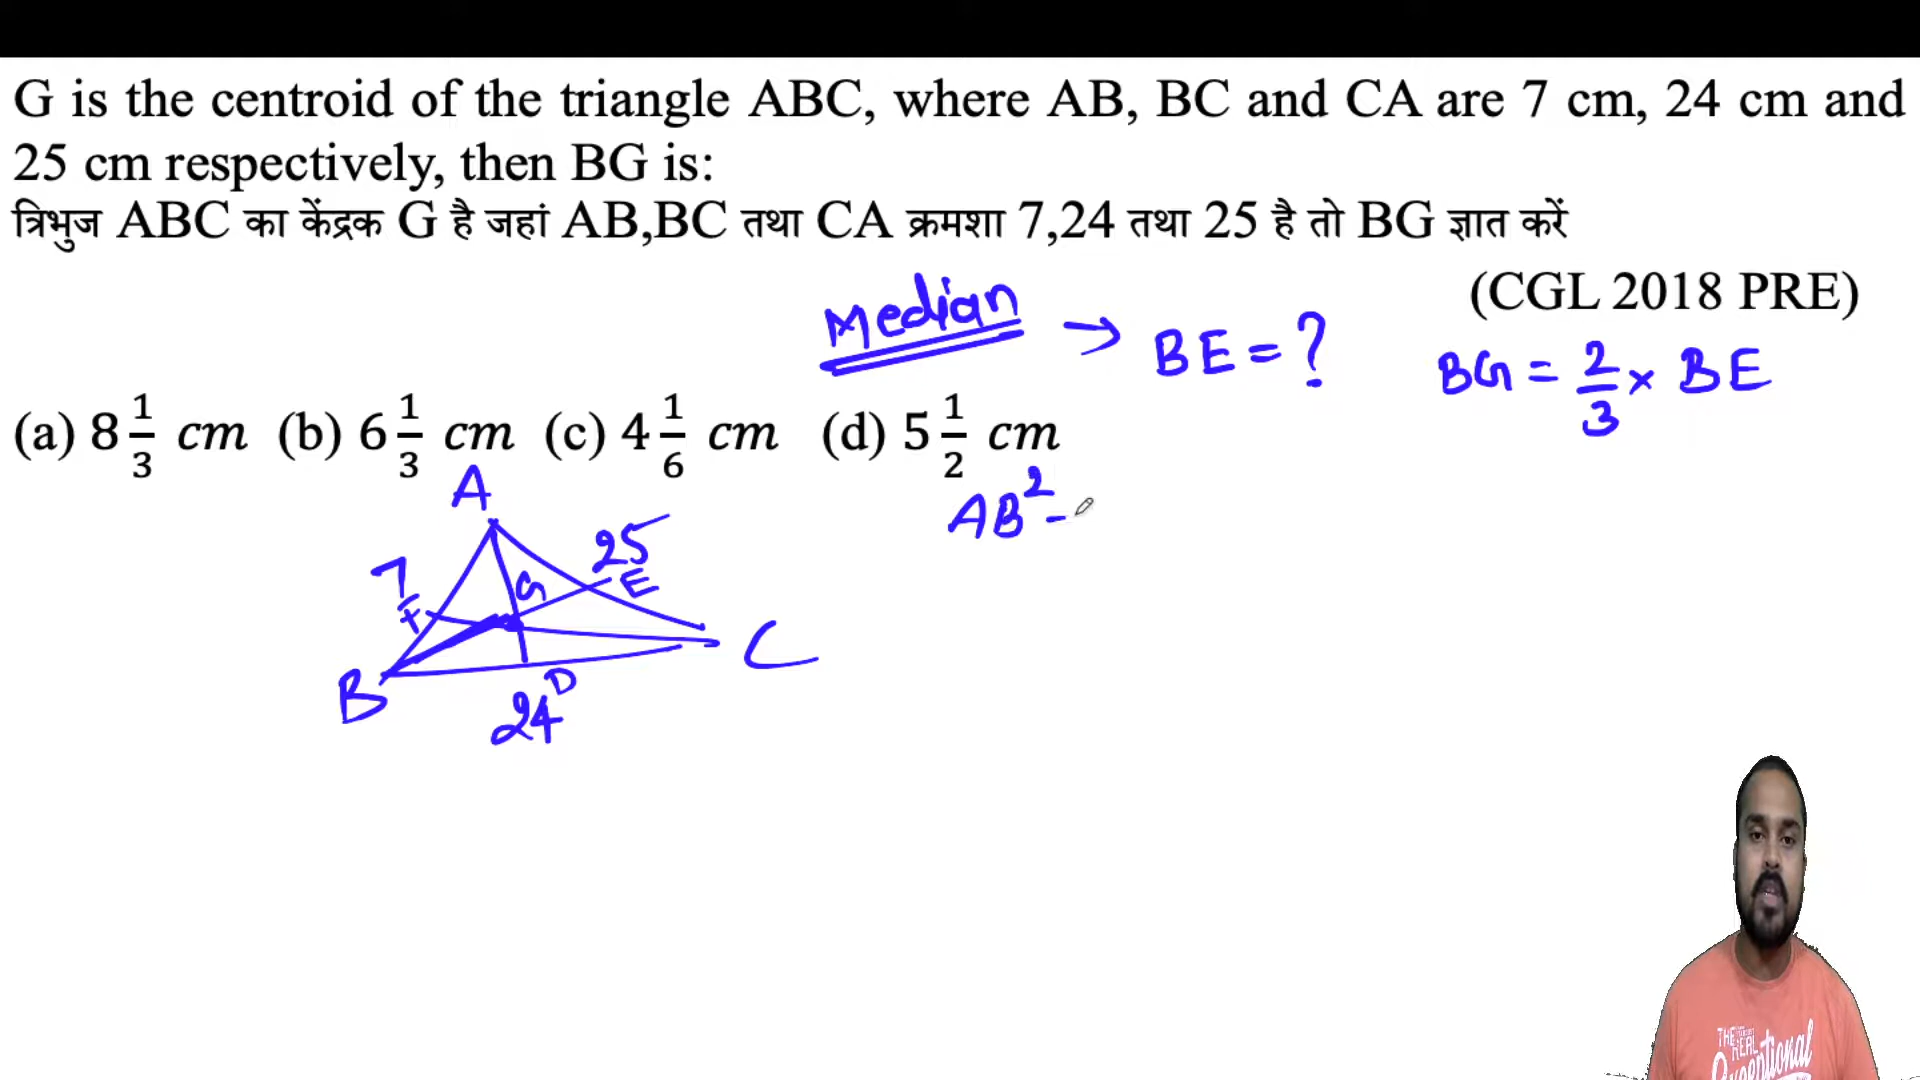 G is the centroid of the triangle ABC, where AB, BC and CA are 7 cm, 24 cm and
25 cm respectively, then BG is:
त्रिभुज ABC का केंद्रक G है जहां AB,BC तथा CA क्रमशा 7,24 तथा 25 है तो BG ज्ञात करें
(CGL 2018 PRE)
Median → BE = ?
BG = 2/3 × BE
(a) 8 1/3 cm (b) 6 1/3 cm (c) 4 1/6 cm (d) 5 1/2 cm
AB² -
A
7
25
G
E
F
B
C
D
24
THE
REAL
Exceptional